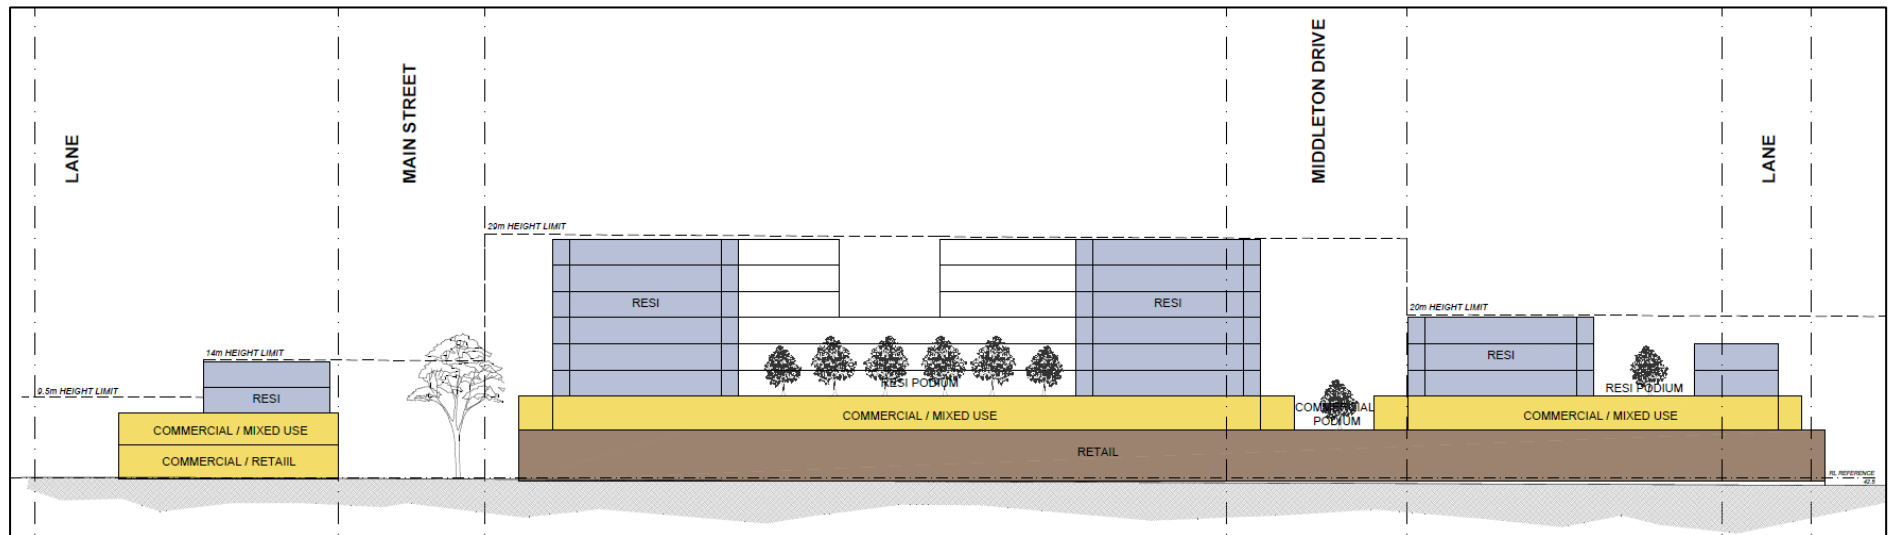 LANE
MAIN STREET
MIDDLETON DRIVE
LANE
29m HEIGHT LIMIT
14m HEIGHT LIMIT
9.5m HEIGHT LIMIT
20m HEIGHT LIMIT
RESI
RESI
RESI
RESI
RESI PODIUM
RESI PODIUM
COMMERCIAL / MIXED USE
COMMERCIAL / RETAIIL
COMMERCIAL / MIXED USE
COMMERCIAL
PODIUM
COMMERCIAL / MIXED USE
RETAIL
RL REFERENCE
42.5